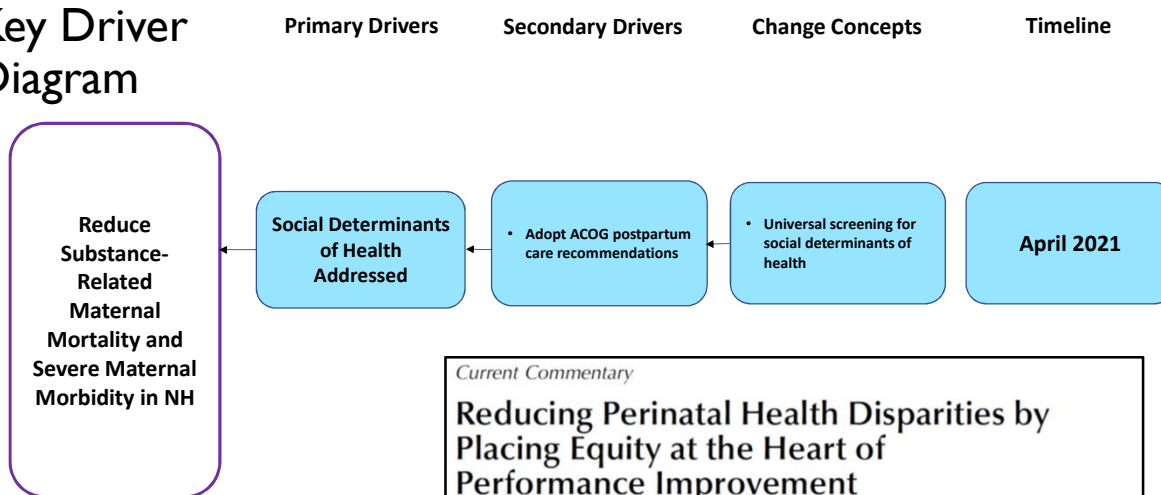 Key Driver
Diagram
Primary Drivers
Secondary Drivers
Change Concepts
Timeline
Reduce
Substance-
Related
Maternal
Mortality and
Severe Maternal
Morbidity in NH
Social Determinants
of Health
Addressed
• Adopt ACOG postpartum
care recommendations
• Universal screening for
social determinants of
health
April 2021
Current Commentary
Reducing Perinatal Health Disparities by
Placing Equity at the Heart of
Performance Improvement